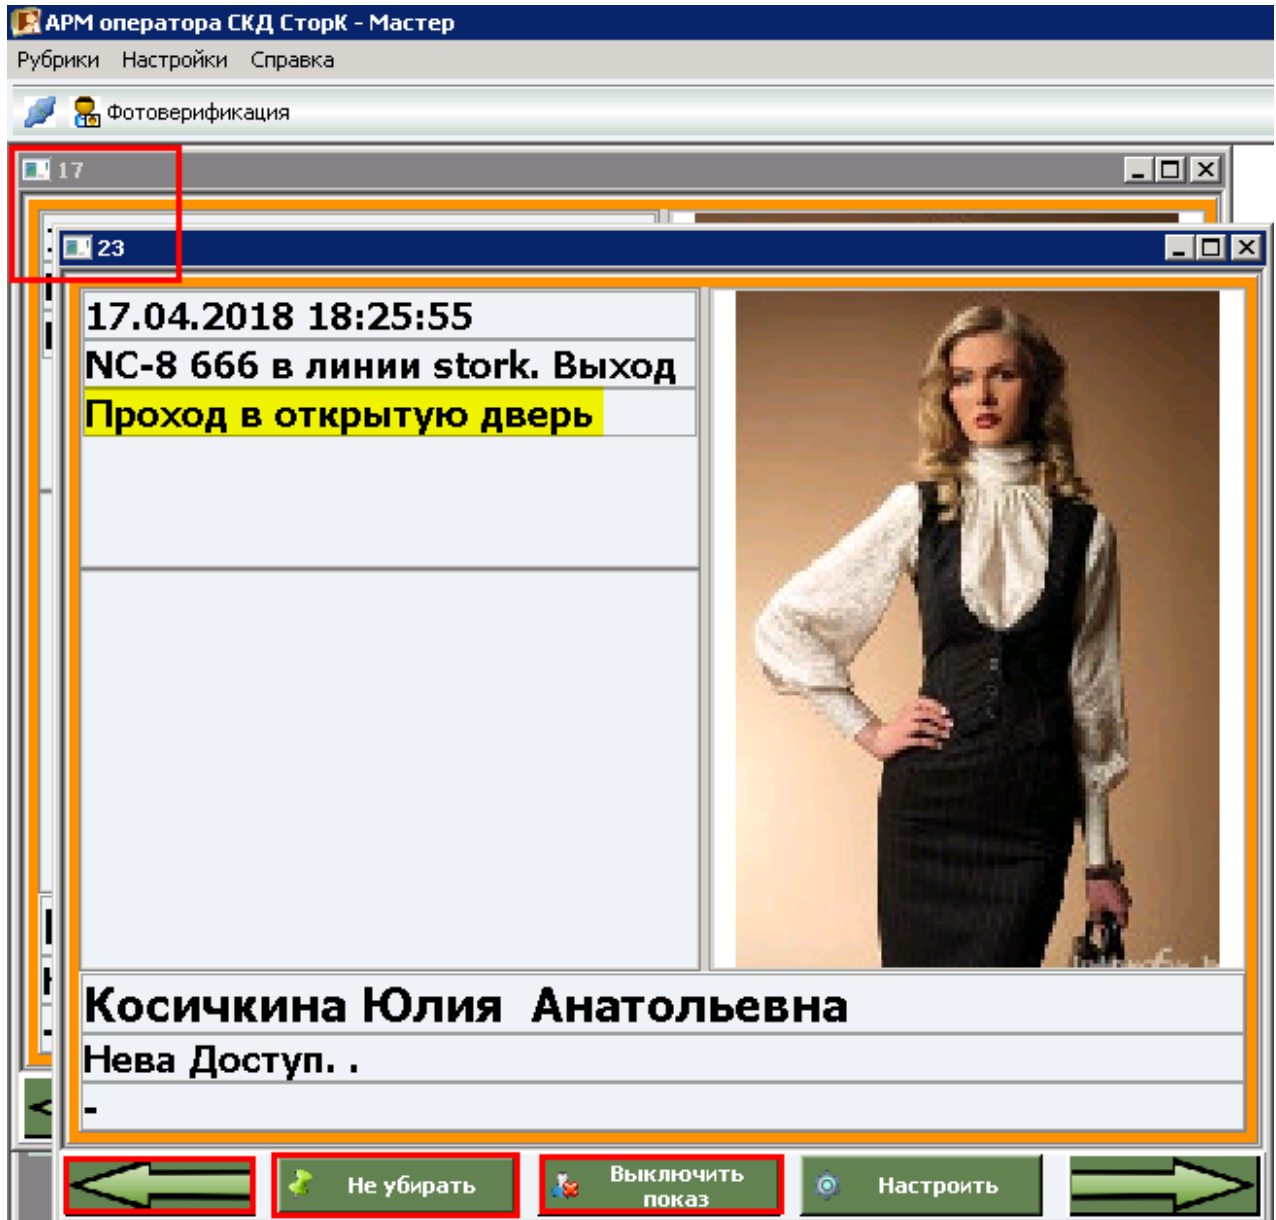 АРМ оператора СКД СторК - Мастер
Рубрики Настройки Справка
Фотоверификация
17
23
17.04.2018 18:25:55
NC-8 666 в линии stork. Выход
Проход в открытую дверь
Косичкина Юлия Анатольевна
Нева Доступ. .
-
Не убирать
Выключить
показ
Настроить